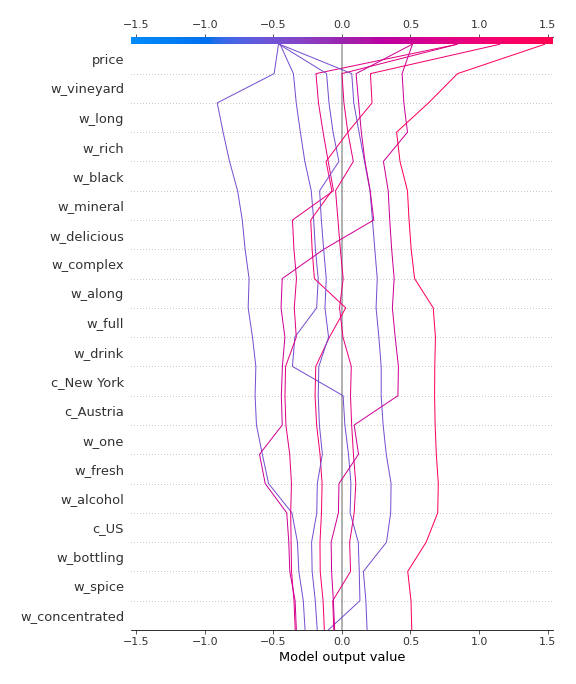 −1.5 −1.0 −0.5 0.0 0.5 1.0 1.5
price
w_vineyard
w_long
w_rich
w_black
w_mineral
w_delicious
w_complex
w_along
w_full
w_drink
c_New York
c_Austria
w_one
w_fresh
w_alcohol
c_US
w_bottling
w_spice
w_concentrated
−1.5 −1.0 −0.5 0.0 0.5 1.0 1.5
Model output value